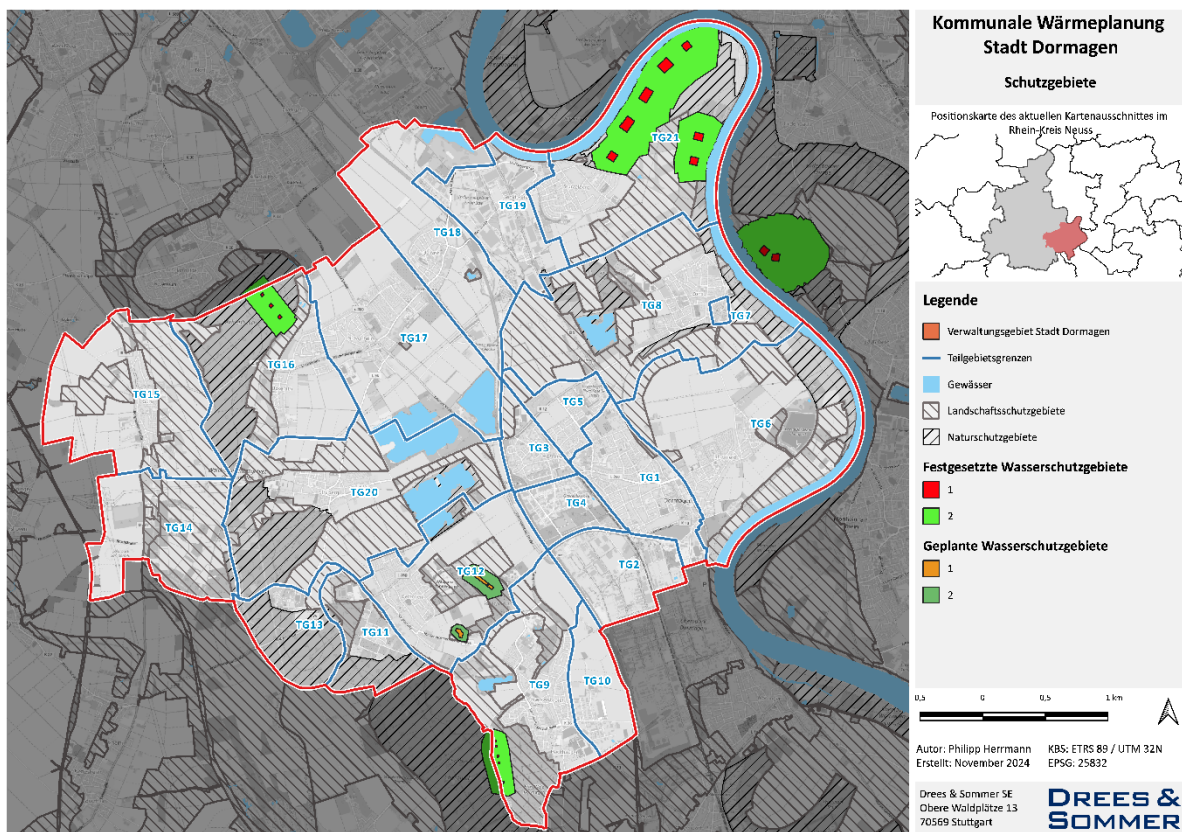 Kommunale Wärmeplanung
Stadt Dormagen
Schutzgebiete
Positionskarte des aktuellen Kartenausschnittes im
Rhein-Kreis Neuss
Legende
Verwaltungsgebiet Stadt Dormagen
Teilgebietsgrenzen
Gewässer
Landschaftsschutzgebiete
Naturschutzgebiete
Festgesetzte Wasserschutzgebiete
1
2
Geplante Wasserschutzgebiete
1
2
0,5 0 0,5 1 km
Autor: Philipp Herrmann KBS: ETRS 89 / UTM 32N
Erstellt: November 2024 EPSG: 25832
Drees & Sommer SE
Obere Waldplätze 13
70569 Stuttgart
DREES &
SOMMER
TG21
TG19
TG18
TG8
TG7
TG17
TG16
TG15
TG5
TG6
TG3
TG1
TG20
TG4
TG14
TG2
TG12
TG13
TG11
TG9
TG10